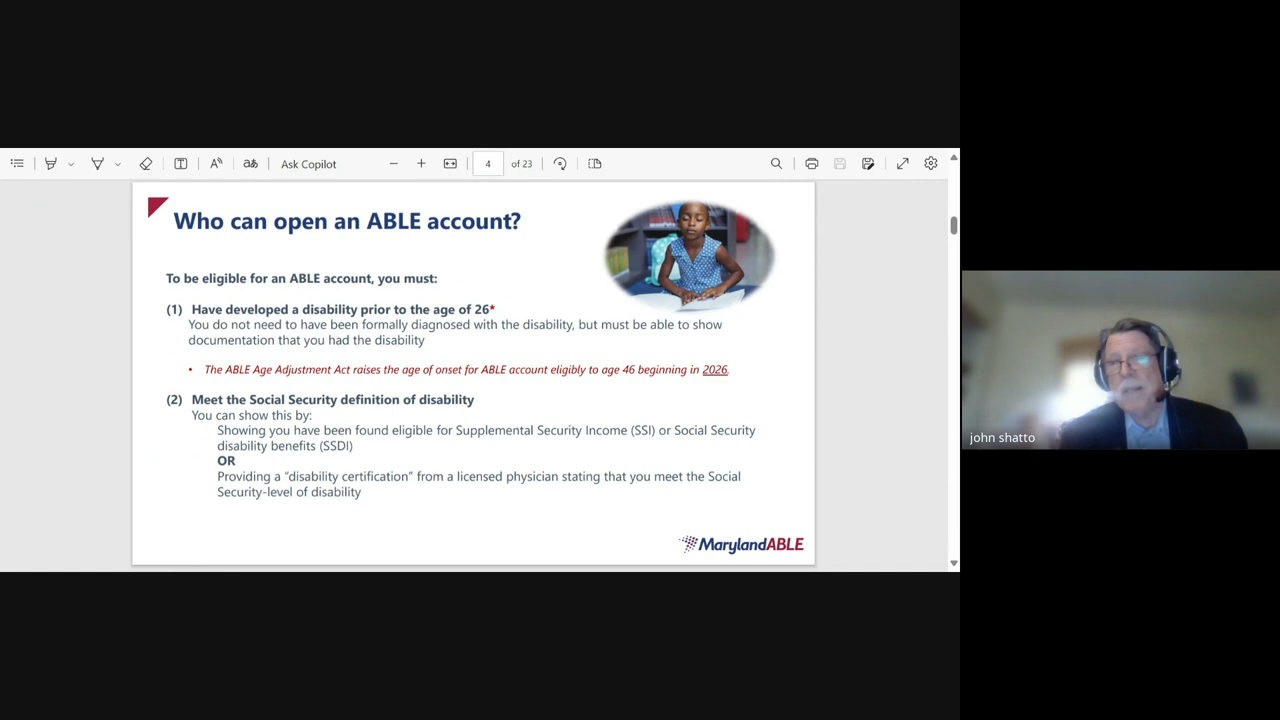 Ask Copilot
4
of 23
Who can open an ABLE account?
To be eligible for an ABLE account, you must:
(1) Have developed a disability prior to the age of 26*
You do not need to have been formally diagnosed with the disability, but must be able to show
documentation that you had the disability
• The ABLE Age Adjustment Act raises the age of onset for ABLE account eligibly to age 46 beginning in 2026.
(2) Meet the Social Security definition of disability
You can show this by:
Showing you have been found eligible for Supplemental Security Income (SSI) or Social Security
disability benefits (SSDI)
OR
Providing a “disability certification” from a licensed physician stating that you meet the Social
Security-level of disability
MarylandABLE
john shatto